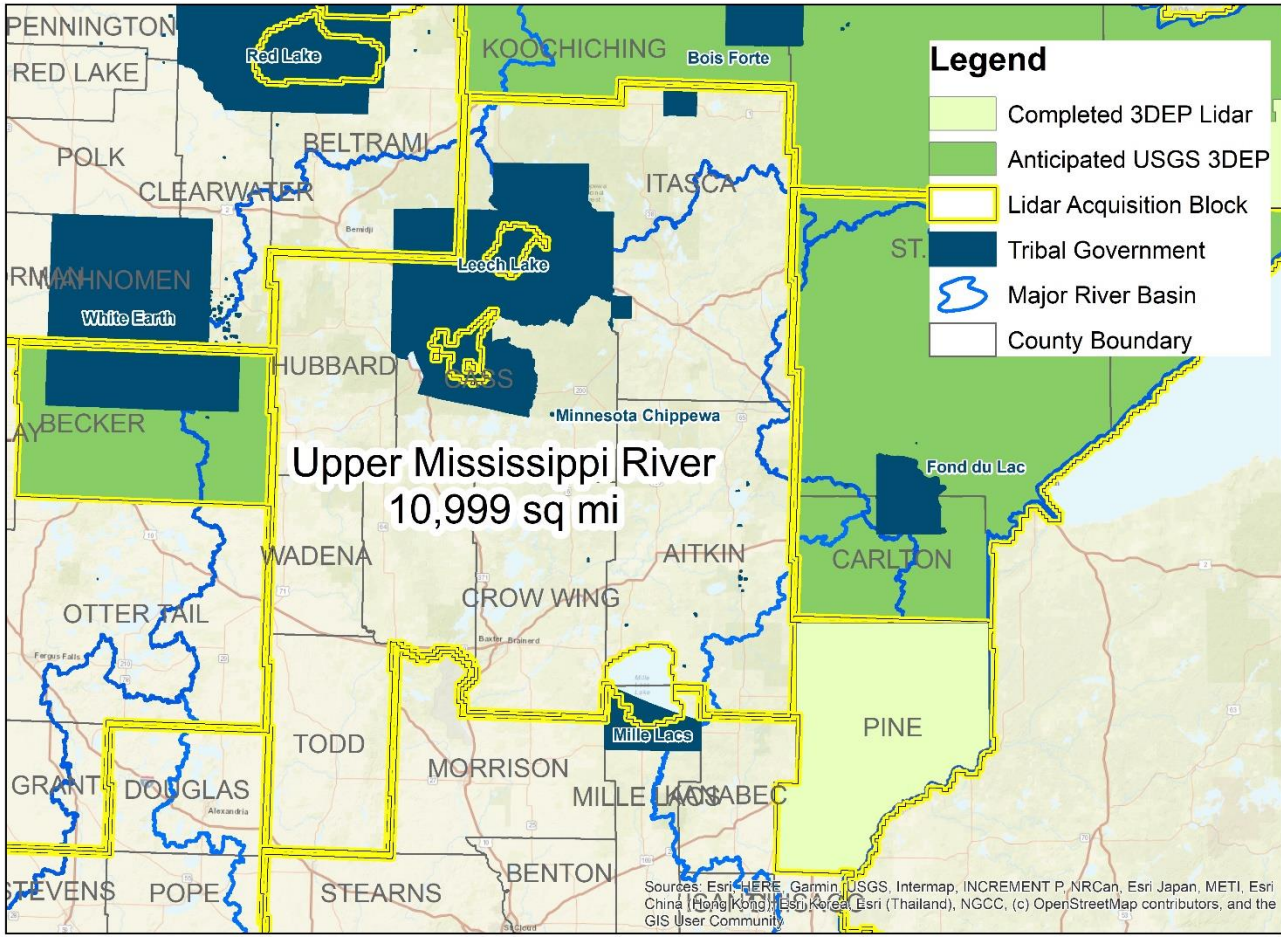 PENNINGTON
RED LAKE
Red Lake
KOOCHICHING
Bois Forte
Legend
Completed 3DEP Lidar
Anticipated USGS 3DEP
Lidar Acquisition Block
Tribal Government
Major River Basin
County Boundary
BELTRAMI
POLK
CLEARWATER
ITASCA
Bemidji
ST.
Leech Lake
MAHNOMEN
White Earth
HUBBARD
CASS
BECKER
Minnesota Chippewa
Upper Mississippi River
10,999 sq mi
Fond du Lac
WADENA
AITKIN
CARLTON
CROW WING
OTTER TAIL
Fergus Falls
Baxter Brainerd
Mille Lacs
PINE
TODD
GRANT
DOUGLAS
Alexandria
MORRISON
MILLE LACS
KANABEC
BENTON
STEVENS
POPE
STEARNS
Sources: Esri, HERE, Garmin, USGS, Intermap, INCREMENT P, NRCan, Esri Japan, METI, Esri
China (Hong Kong), Esri Korea, Esri (Thailand), NGCC, (c) OpenStreetMap contributors, and the
GIS User Community